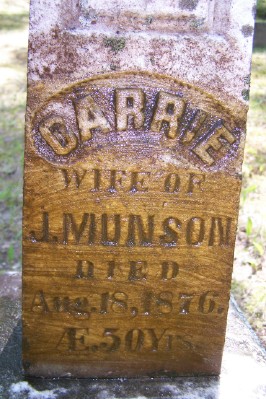 CARRIE
WIFE OF
J. MUNSON
DIED
Aug. 18, 1876.
Æ. 50 Yrs.